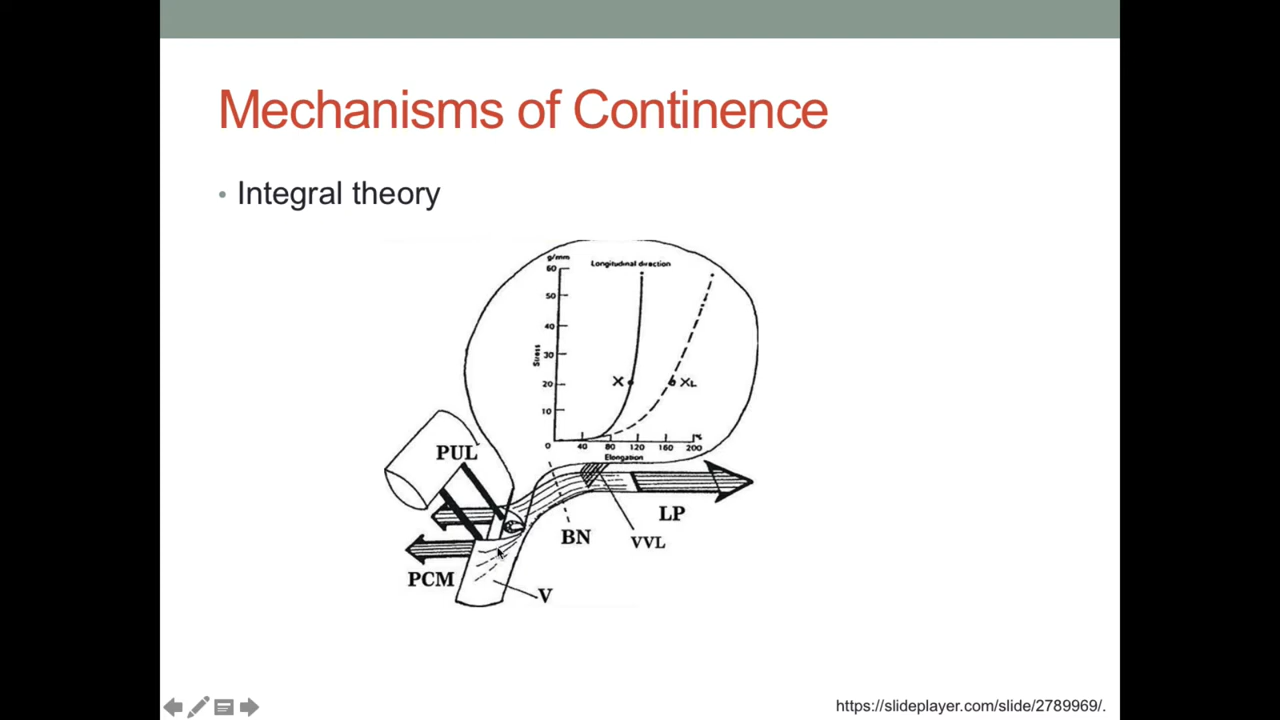 Mechanisms of Continence
• Integral theory
g/mm
Longitudinal direction
60
50
40
30
20
10
0
Stress
X
XL
40 80 120 160 200
%
Elongation
PUL
LP
BN
VVL
PCM
V
https://slideplayer.com/slide/2789969/.